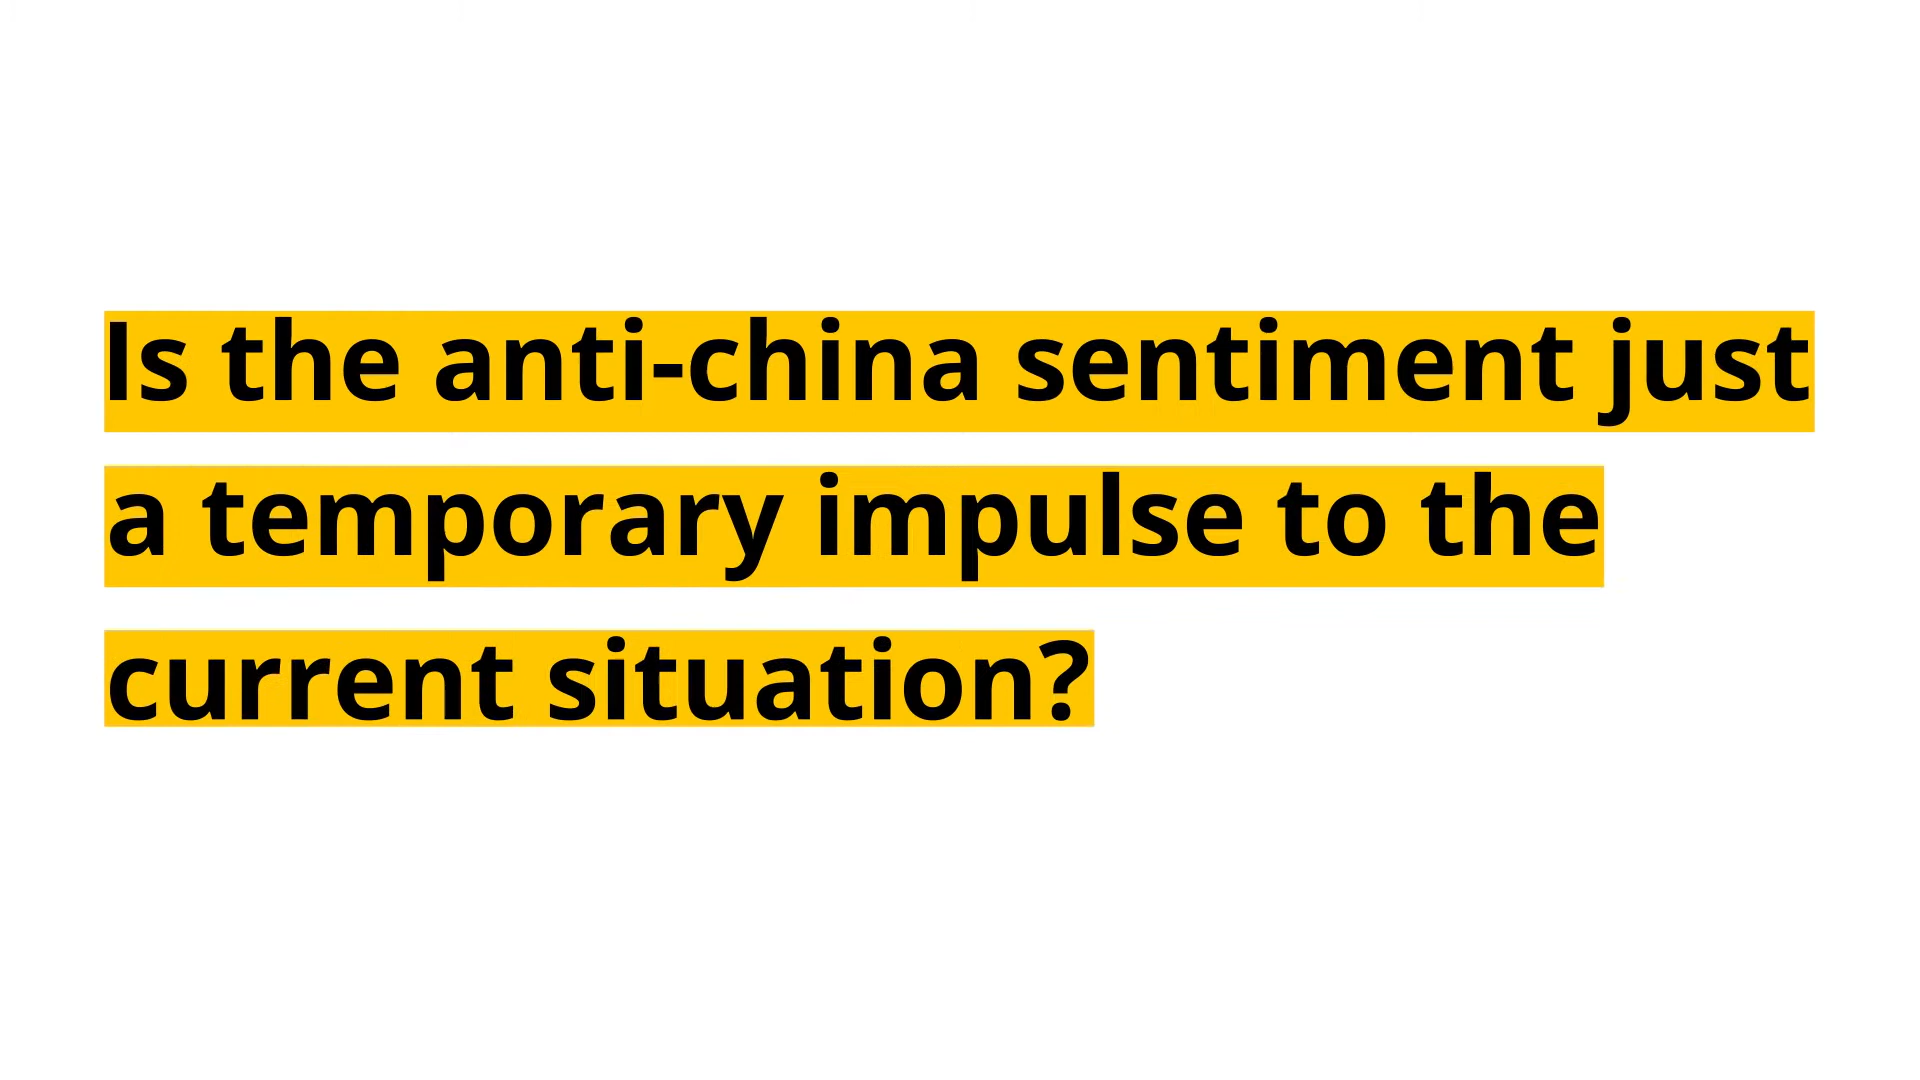 Is the anti-china sentiment just
a temporary impulse to the
current situation?